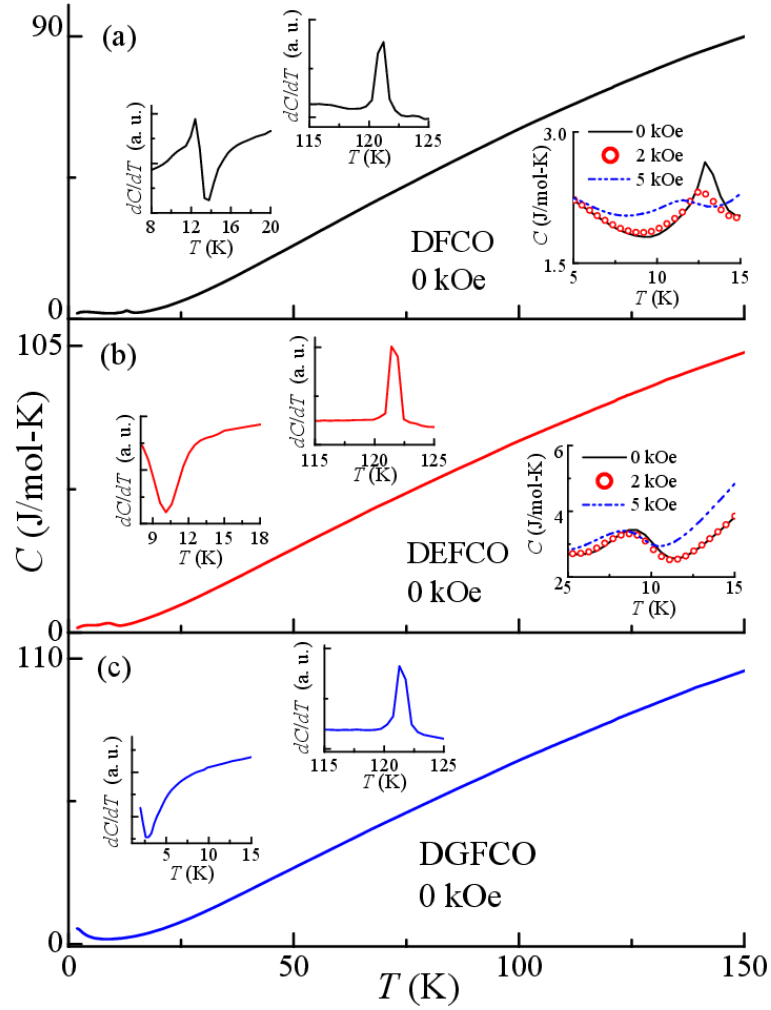 90
(a)
dC/dT (a. u.)
115 120 125
T (K)
dC/dT (a. u.)
8 12 16 20
T (K)
3.0
0 kOe
2 kOe
5 kOe
C (J/mol-K)
1.5
5 10 15
T (K)
DFCO
0 kOe
0
105
(b)
dC/dT (a. u.)
115 120 125
T (K)
dC/dT (a. u.)
9 12 15 18
T (K)
6
0 kOe
2 kOe
5 kOe
C (J/mol-K)
4
2
5 10 15
T (K)
DEFCO
0 kOe
0
C (J/mol-K)
110
(c)
dC/dT (a. u.)
115 120 125
T (K)
dC/dT (a. u.)
5 10 15
T (K)
DGFCO
0 kOe
0
0 50 100 150
T (K)